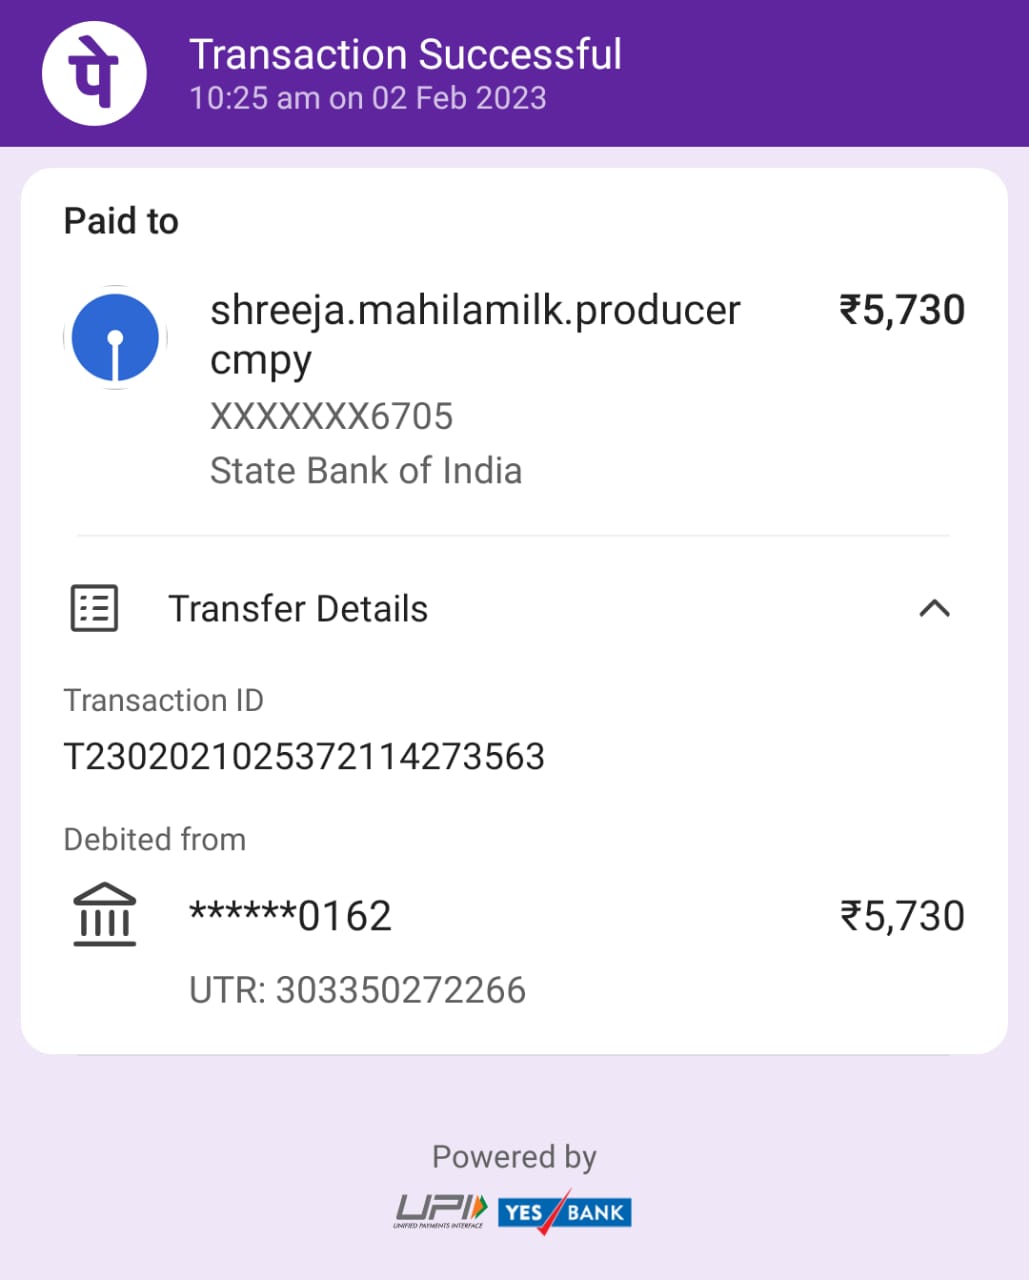 पे
Transaction Successful
10:25 am on 02 Feb 2023
Paid to
shreeja.mahilamilk.producer ₹5,730
cmpy
XXXXXXX6705
State Bank of India
Transfer Details
Transaction ID
T2302021025372114273563
Debited from
******0162 ₹5,730
UTR: 303350272266
Powered by
UPI YES BANK
UNIFIED PAYMENTS INTERFACE